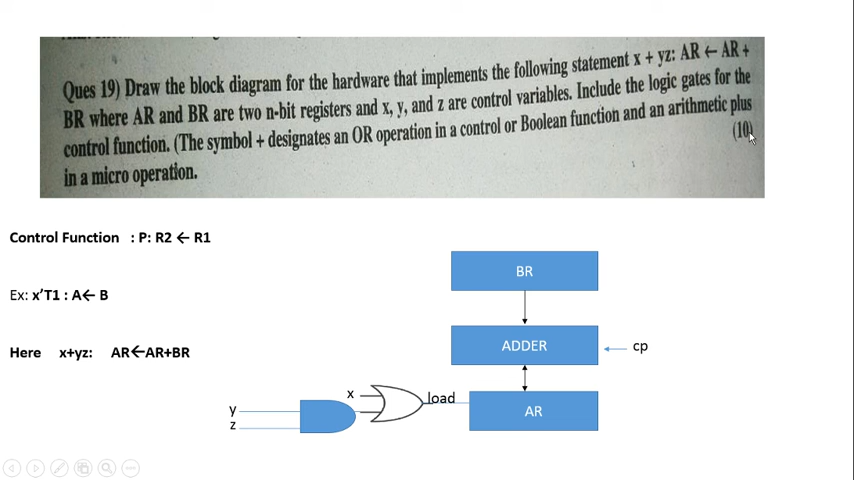 Ques 19) Draw the block diagram for the hardware that implements the following statement x + yz: AR ← AR +
BR where AR and BR are two n-bit registers and x, y, and z are control variables. Include the logic gates for the
control function. (The symbol + designates an OR operation in a control or Boolean function and an arithmetic plus
in a micro operation.
(10)
Control Function : P: R2 ← R1
Ex: x'T1 : A← B
Here x+yz: AR←AR+BR
BR
ADDER
cp
x
load
AR
y
z